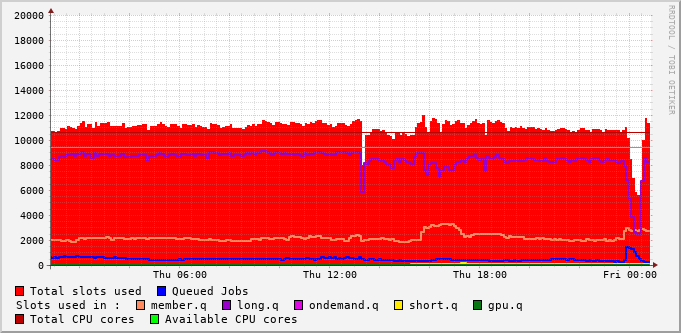 20000
18000
16000
14000
12000
10000
8000
6000
4000
2000
0
Thu 06:00 Thu 12:00 Thu 18:00 Fri 00:00
Total slots used Queued Jobs
Slots used in : member.q long.q ondemand.q short.q gpu.q
Total CPU cores Available CPU cores
RRDTOOL / TOBI OETIKER